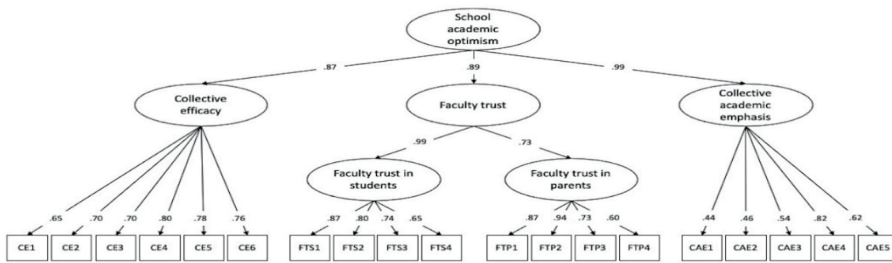 School
academic
optimism
.87
.89
.99
Collective
efficacy
Faculty trust
Collective
academic
emphasis
.99
.73
Faculty trust in
students
Faculty trust in
parents
.65
.70
.70
.80
.78
.76
.87
.80
.74
.65
.87
.94
.73
.60
.44
.46
.54
.82
.62
CE1
CE2
CE3
CE4
CE5
CE6
FTS1
FTS2
FTS3
FTS4
FTP1
FTP2
FTP3
FTP4
CAE1
CAE2
CAE3
CAE4
CAE5